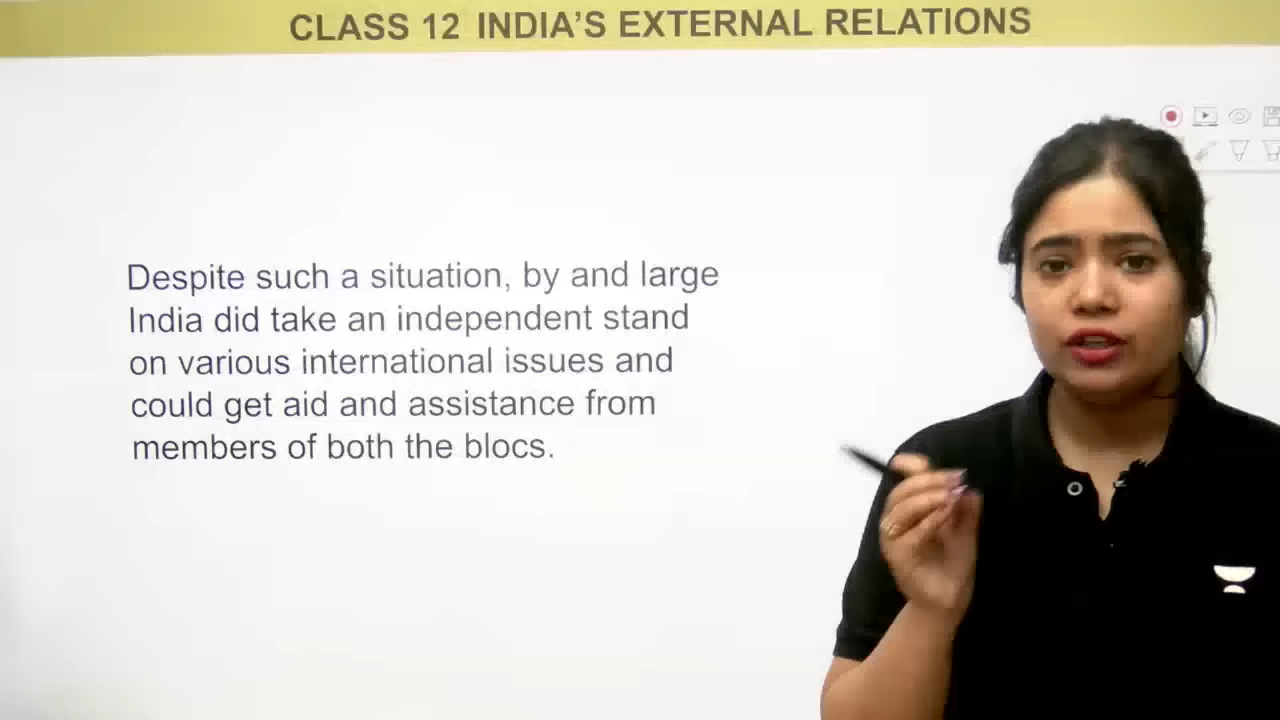 CLASS 12 INDIA'S EXTERNAL RELATIONS
Despite such a situation, by and large
India did take an independent stand
on various international issues and
could get aid and assistance from
members of both the blocs.